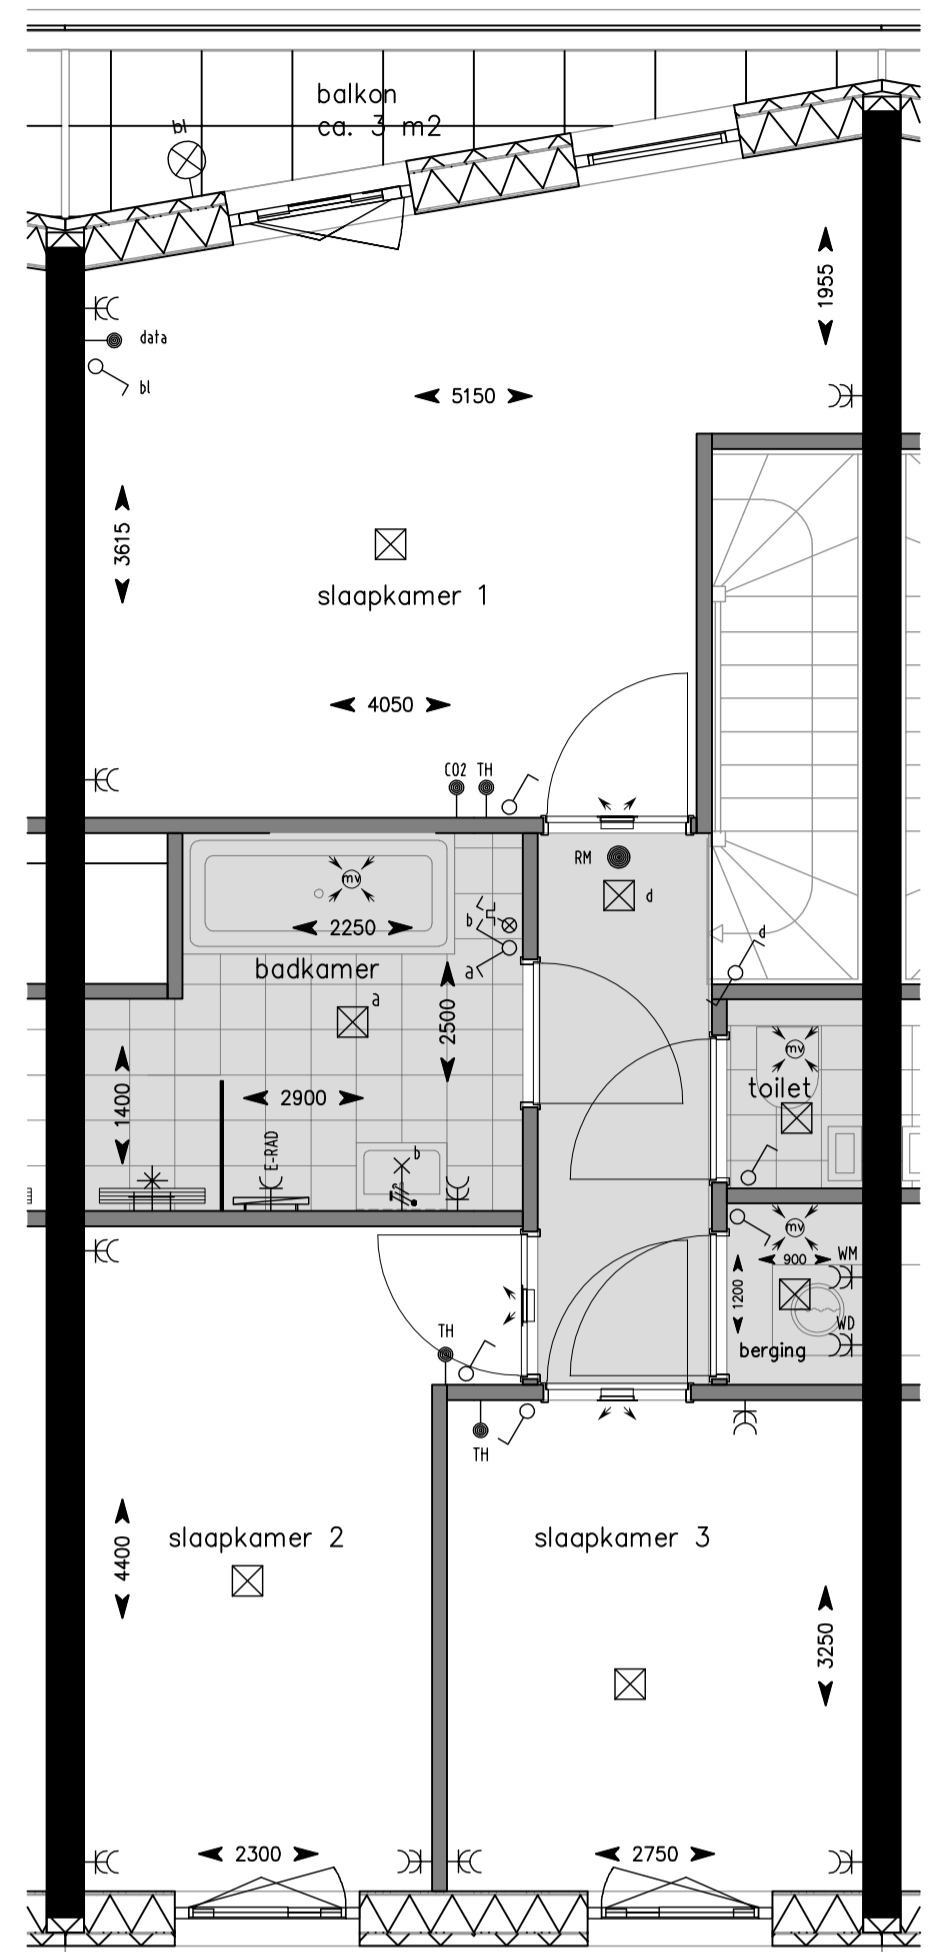 balkon
ca. 3 m2
bl
data
bl
1955
5150
3615
slaapkamer 1
4050
CO2
TH
RM
d
mv
2250
b
a
badkamer
a
d
2500
mv
toilet
1400
2900
E-RAD
b
mv
900
WM
1200
WD
berging
TH
TH
slaapkamer 2
slaapkamer 3
4400
3250
2300
2750